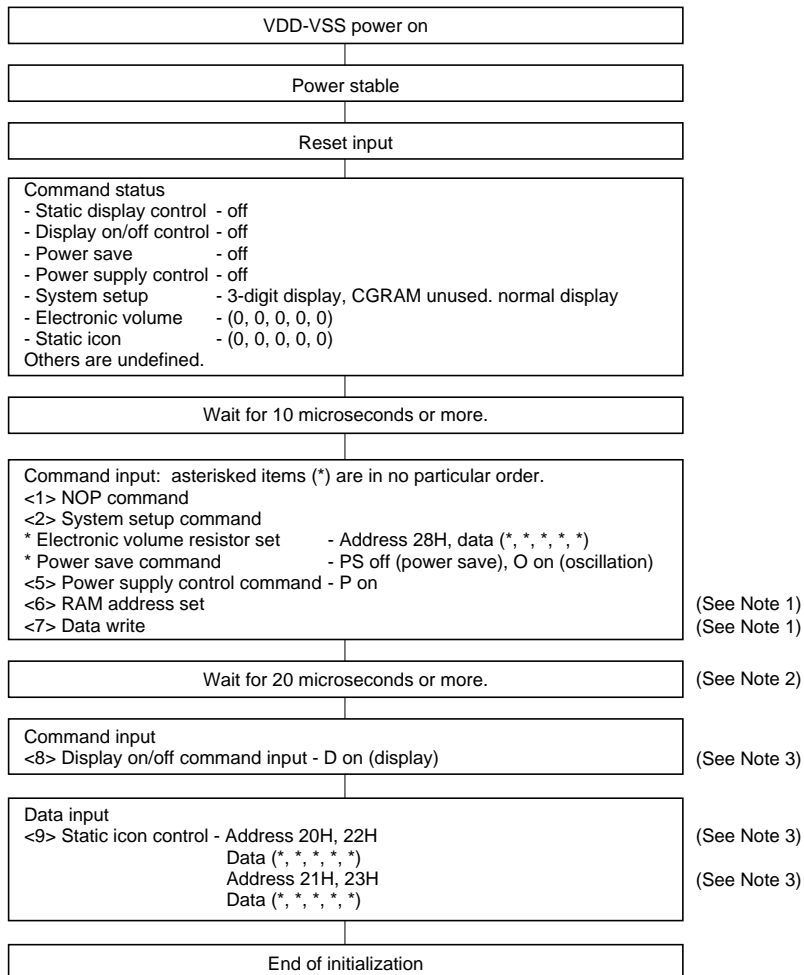 VDD-VSS power on
Power stable
Reset input
Command status
- Static display control - off
- Display on/off control - off
- Power save - off
- Power supply control - off
- System setup - 3-digit display, CGRAM unused. normal display
- Electronic volume - (0, 0, 0, 0, 0)
- Static icon - (0, 0, 0, 0, 0)
Others are undefined.
Wait for 10 microseconds or more.
Command input: asterisked items (*) are in no particular order.
<1> NOP command
<2> System setup command
* Electronic volume resistor set - Address 28H, data (*, *, *, *, *)
* Power save command - PS off (power save), O on (oscillation)
<5> Power supply control command - P on
<6> RAM address set (See Note 1)
<7> Data write (See Note 1)
Wait for 20 microseconds or more. (See Note 2)
Command input
<8> Display on/off command input - D on (display) (See Note 3)
Data input
<9> Static icon control - Address 20H, 22H (See Note 3)
Data (*, *, *, *, *)
Address 21H, 23H (See Note 3)
Data (*, *, *, *, *)
End of initialization